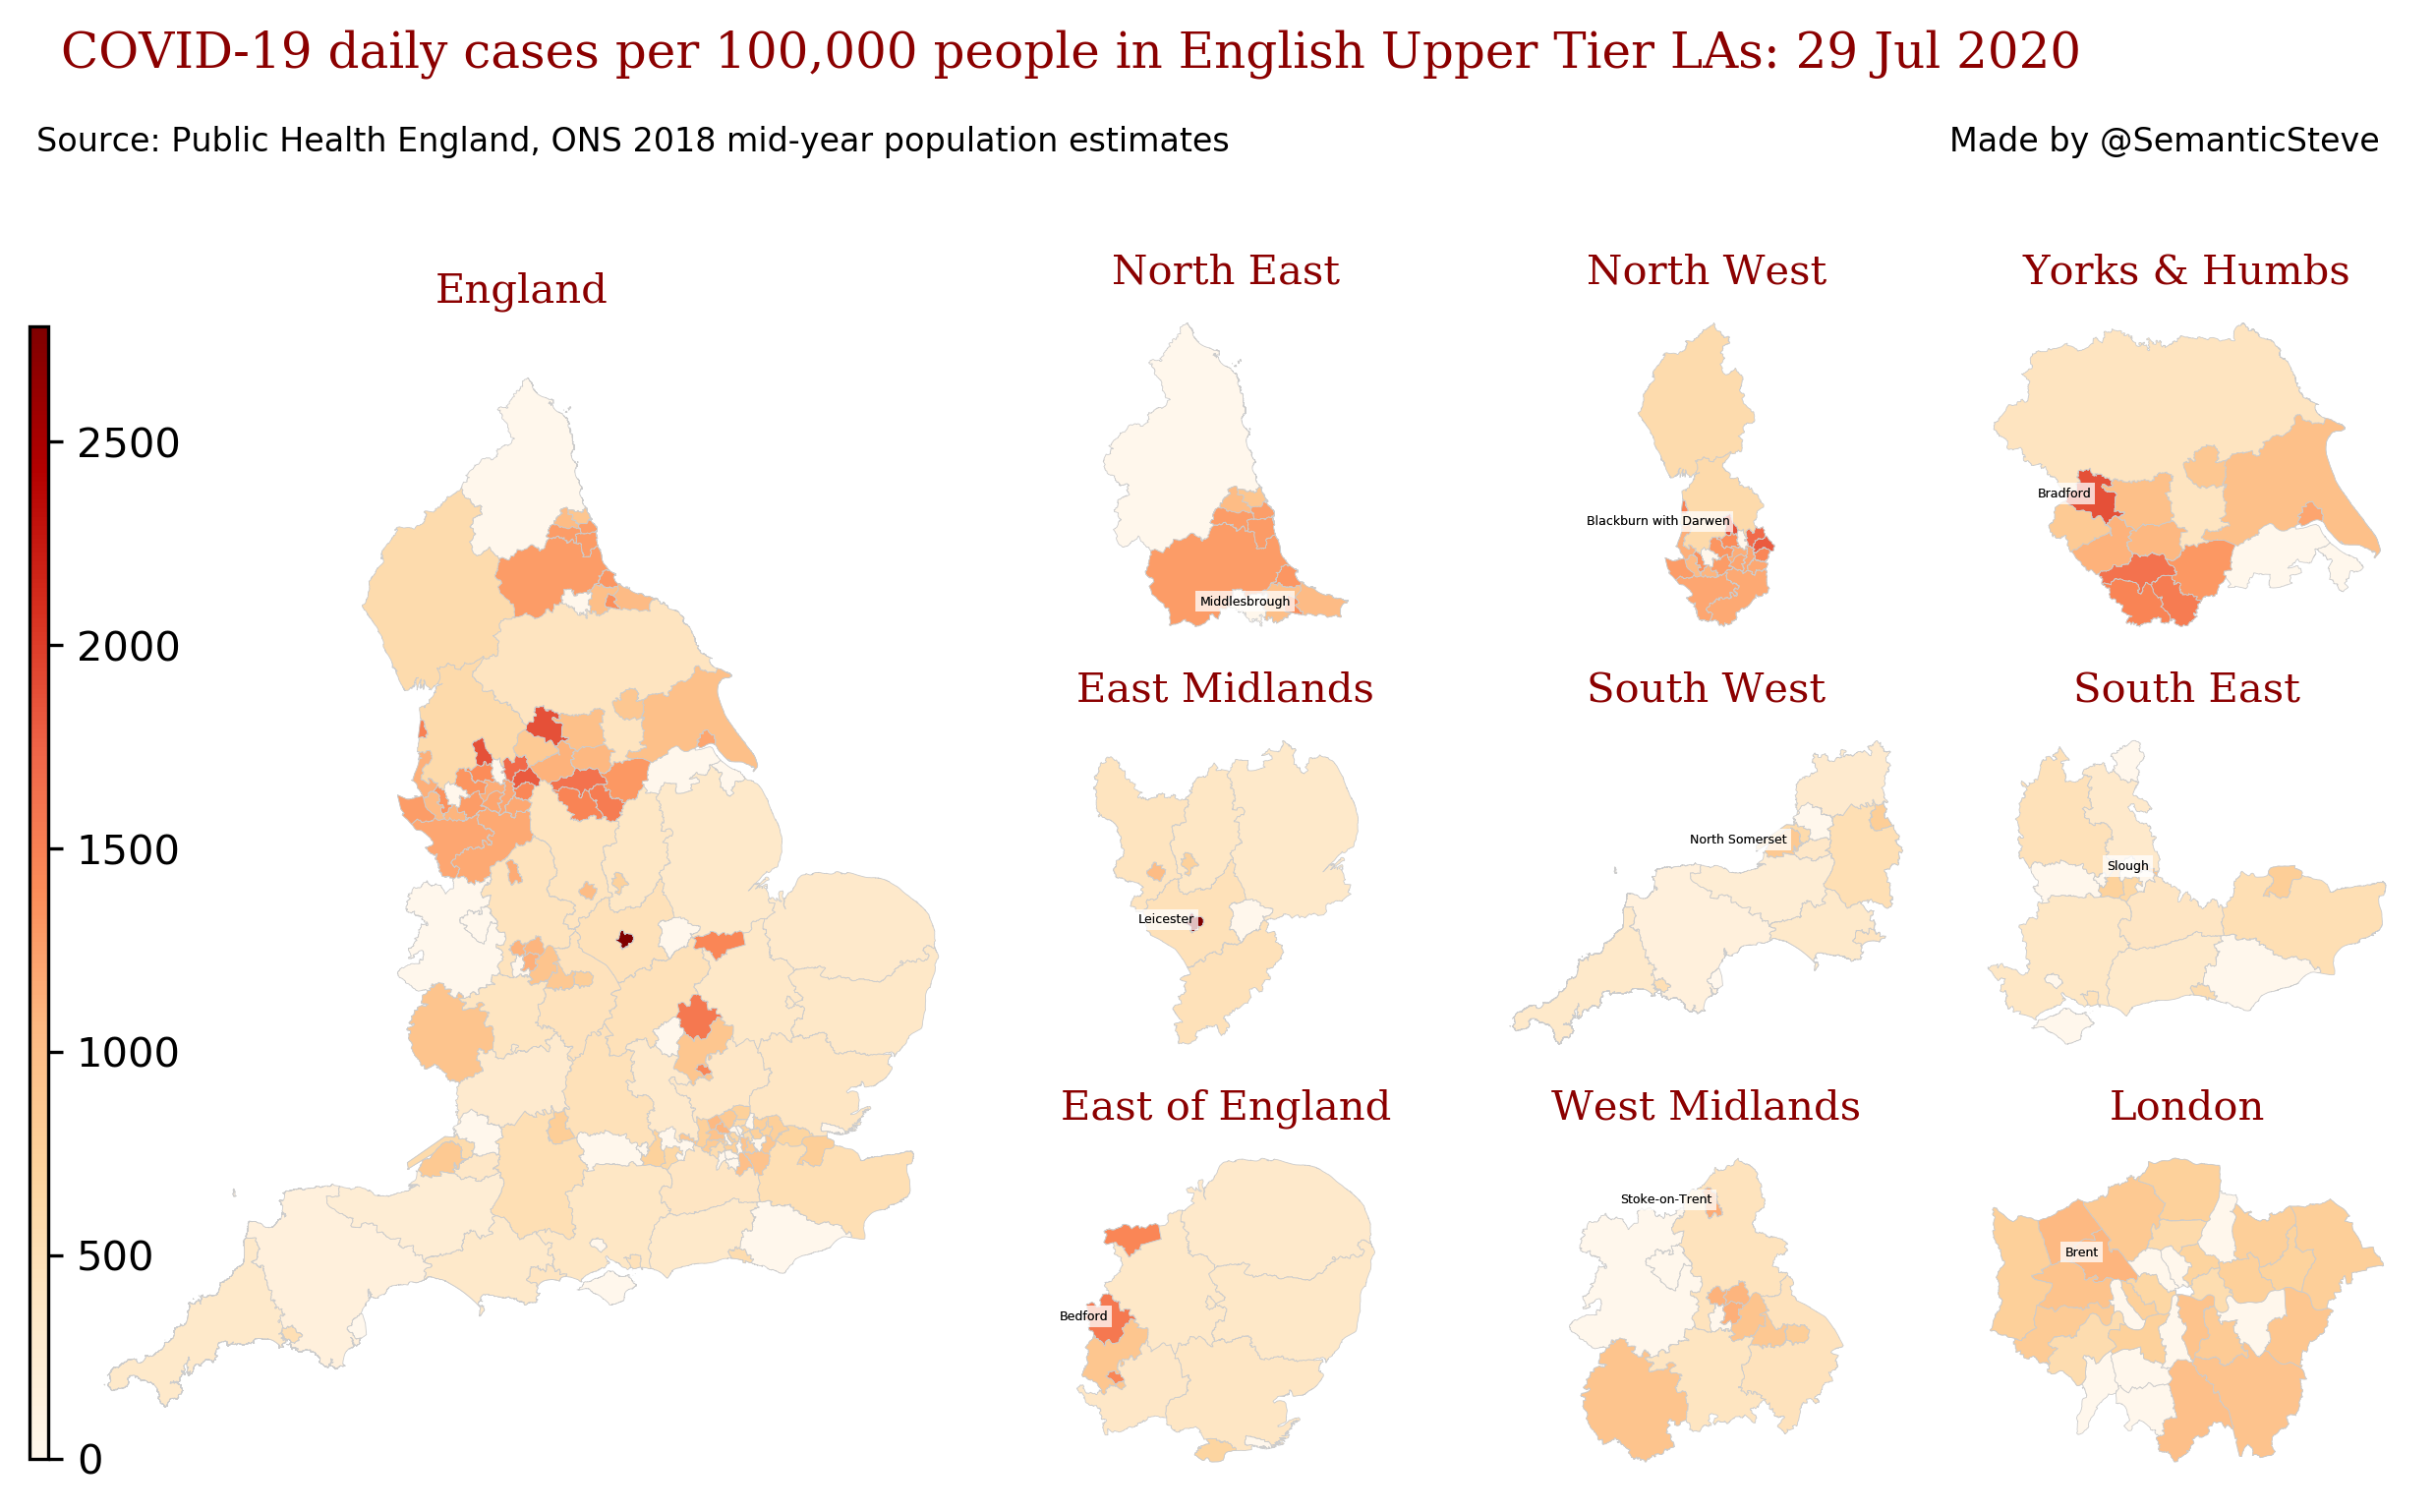 COVID-19 daily cases per 100,000 people in English Upper Tier LAs: 29 Jul 2020
Source: Public Health England, ONS 2018 mid-year population estimates
Made by @SemanticSteve
England
2500
2000
1500
1000
500
0
North East
Middlesbrough
North West
Blackburn with Darwen
Yorks & Humbs
Bradford
East Midlands
Leicester
South West
North Somerset
South East
Slough
East of England
Bedford
West Midlands
Stoke-on-Trent
London
Brent